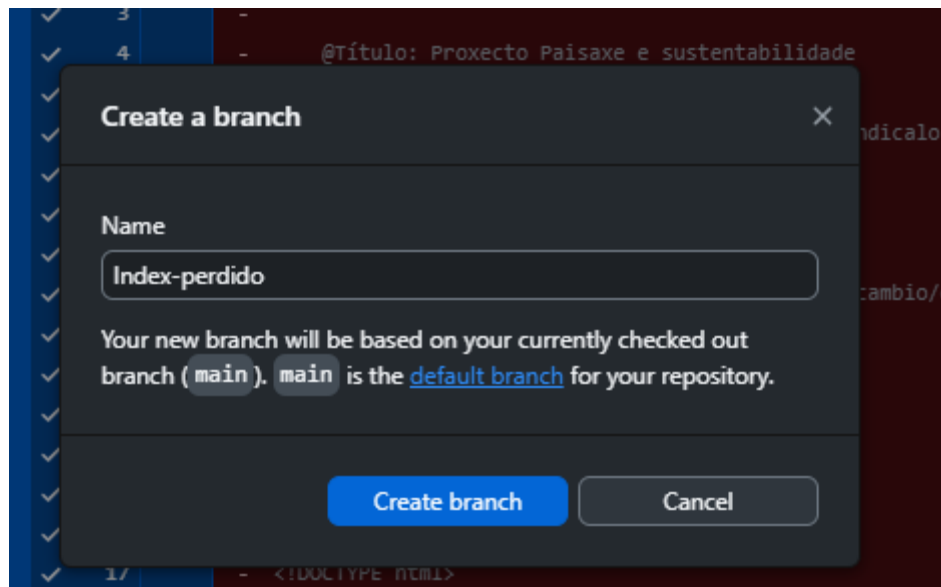 3 -
4 - @Título: Proxecto Paisaxe e sustentabilidade
Create a branch ×
ndicalo
Name
Index-perdido
cambio/
Your new branch will be based on your currently checked out
branch (main). main is the default branch for your repository.
Create branch Cancel
17 - <!DOCTYPE html>